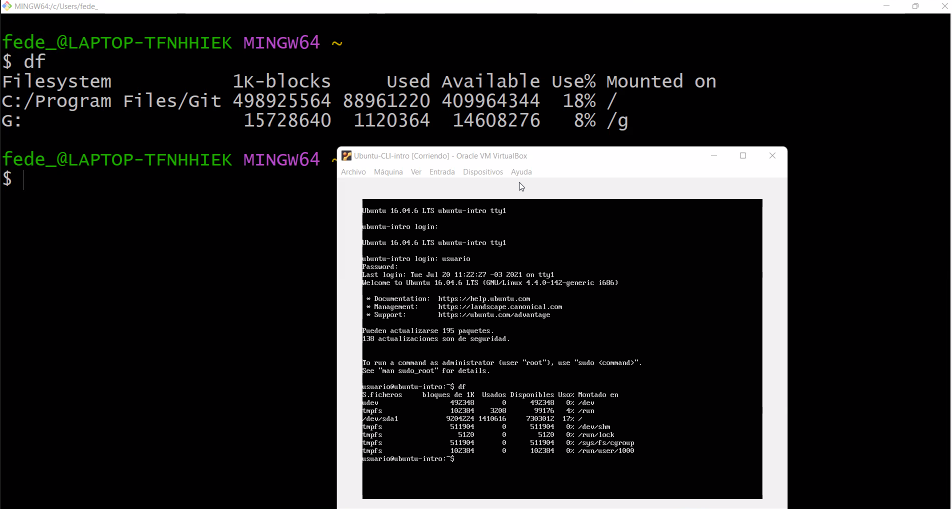 MINGW64:/c/Users/fede_
fede_@LAPTOP-TFNHHIEK MINGW64 ~
$ df
Filesystem 1K-blocks Used Available Use% Mounted on
C:/Program Files/Git 498925564 88961220 409964344 18% /
G: 15728640 1120364 14608276 8% /g
fede_@LAPTOP-TFNHHIEK MINGW64 ~
$
Ubuntu-CLI-intro [Corriendo] - Oracle VM VirtualBox
Archivo Máquina Ver Entrada Dispositivos Ayuda
Ubuntu 16.04.6 LTS ubuntu-intro tty1
ubuntu-intro login:
Ubuntu 16.04.6 LTS ubuntu-intro tty1
ubuntu-intro login: usuario
Password:
Last login: Tue Jul 20 11:22:27 -03 2021 on tty1
Welcome to Ubuntu 16.04.6 LTS (GNU/Linux 4.4.0-142-generic i686)
* Documentation: https://help.ubuntu.com
* Management: https://landscape.canonical.com
* Support: https://ubuntu.com/advantage
Pueden actualizarse 195 paquetes.
138 actualizaciones son de seguridad.
To run a command as administrator (user "root"), use "sudo <command>".
See "man sudo_root" for details.
usuario@ubuntu-intro:~$ df
S.ficheros bloques de 1K Usados Disponibles Uso% Montado en
udev 492348 0 492348 0% /dev
tmpfs 102384 3208 99176 4% /run
/dev/sda1 9204224 1410616 7303012 17% /
tmpfs 511904 0 511904 0% /dev/shm
tmpfs 5120 0 5120 0% /run/lock
tmpfs 511904 0 511904 0% /sys/fs/cgroup
tmpfs 102384 0 102384 0% /run/user/1000
usuario@ubuntu-intro:~$